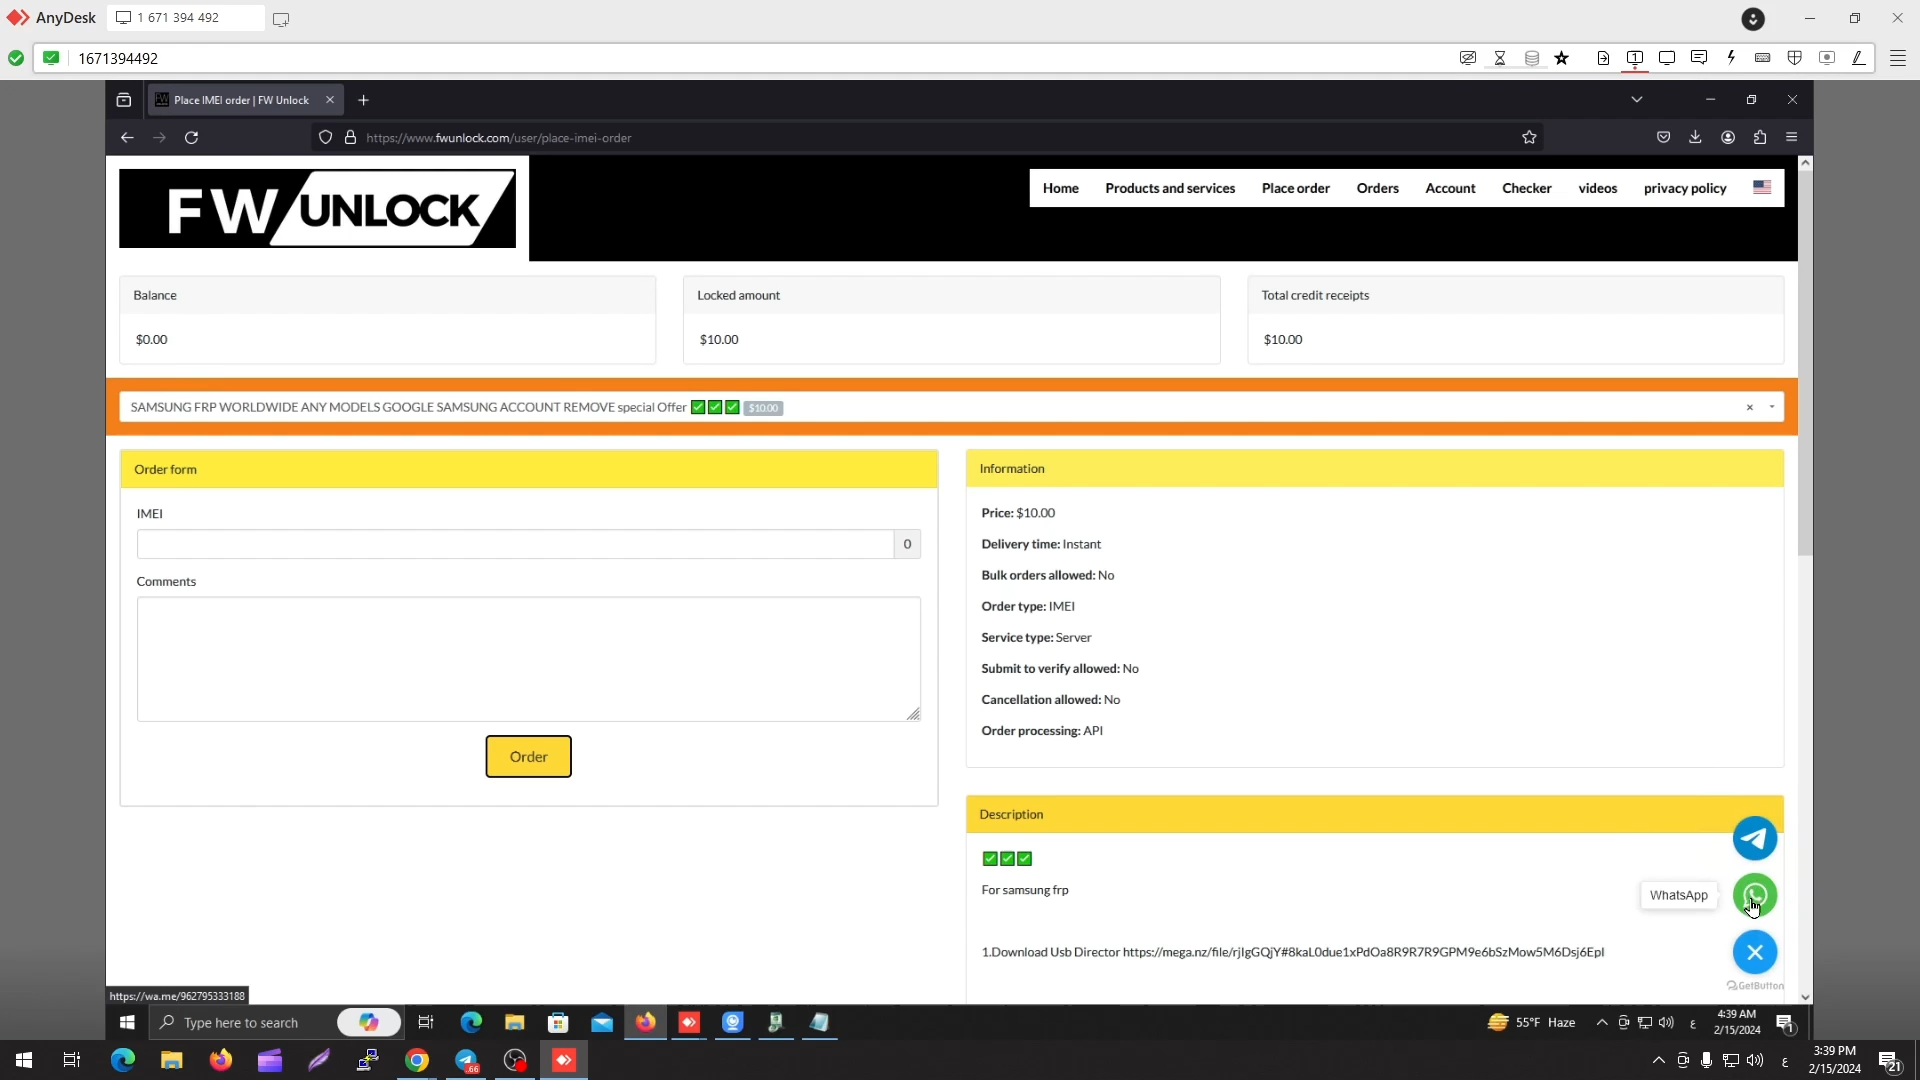 AnyDesk
1 671 394 492
1671394492
Place IMEI order | FW Unlock
https://www.fwunlock.com/user/place-imei-order
FW UNLOCK
Home
Products and services
Place order
Orders
Account
Checker
videos
privacy policy
Balance
Locked amount
Total credit receipts
$0.00
$10.00
$10.00
SAMSUNG FRP WORLDWIDE ANY MODELS GOOGLE SAMSUNG ACCOUNT REMOVE special Offer ✅✅✅ $10.00
Order form
IMEI
0
Comments
Order
Information
Price: $10.00
Delivery time: Instant
Bulk orders allowed: No
Order type: IMEI
Service type: Server
Submit to verify allowed: No
Cancellation allowed: No
Order processing: API
Description
✅✅✅
For samsung frp
WhatsApp
1.Download Usb Director https://mega.nz/file/rjIgGQjY#8kaL0due1xPdOa8R9R7R9GPM9e6bSzMow5M6Dsj6EpI
GetButton
https://wa.me/962795333188
Type here to search
55°F Haze
ع
4:39 AM
2/15/2024
1
66
ع
3:39 PM
2/15/2024
21